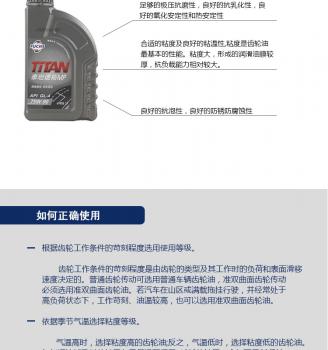 足够的极压抗磨性，良好的抗乳化性，良
好的氧化安定性和热安定性
FUCHS
TITAN
API GL-4
75W-90
合适的粘度及良好的粘温性,粘度是齿轮油
最基本的性能。粘度大，形成的润滑油膜较
厚，抗负载能力相对较大。
良好的抗泡性，良好的防锈防腐蚀性
如何正确使用
根据齿轮工作条件的苛刻程度选用使用等级。
齿轮工作条件的苛刻程度是由齿轮的类型及其工作时的负荷和表面滑移
速度决定的。普通齿轮传动可选用普通车辆齿轮油，准双曲面齿轮传动
必须选用准双曲面齿轮油。若汽车在山区或满载拖挂行驶，并经常处于
高负荷状态下，工作苛刻、油温较高，也可以选用准双曲面齿轮油。
依据季节气温选择粘度等级。
气温高时，选择粘度高的齿轮油;反之，气温低时，选择粘度低的齿轮油。